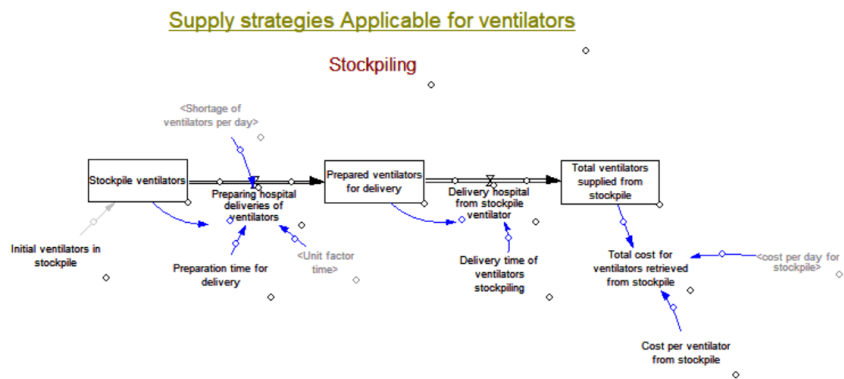 Supply strategies Applicable for ventilators
Stockpiling
<Shortage of
ventilators per day>
Stockpile ventilators
Preparing hospital
deliveries of
ventilators
Prepared ventilators
for delivery
Delivery hospital
from stockpile
ventilator
Total ventilators
supplied from
stockpile
Initial ventilators in
stockpile
Preparation time for
delivery
<Unit factor
time>
Delivery time of
ventilators
stockpiling
Total cost for
ventilators retrieved
from stockpile
<cost per day for
stockpile>
Cost per ventilator
from stockpile